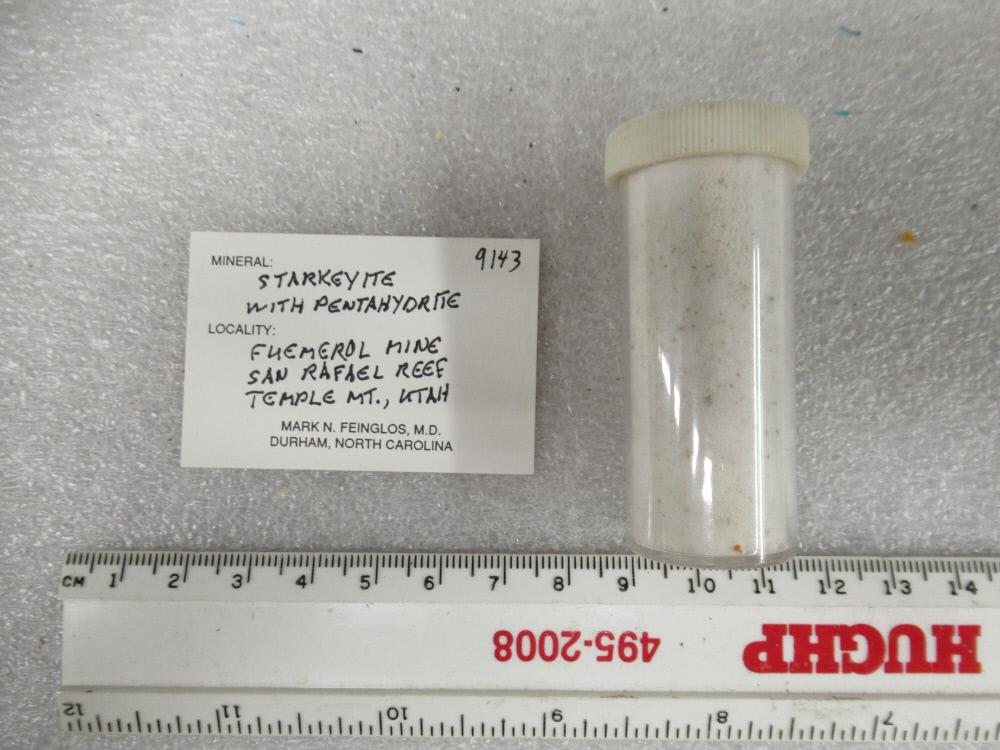 MINERAL: 9143
STARKEYITE
WITH PENTAHYDRITE
LOCALITY:
FUEMEROL MINE
SAN RAFAEL REEF
TEMPLE MT., UTAH
MARK N. FEINGLOS, M.D.
DURHAM, NORTH CAROLINA
CM 1 2 3 4 5 6 7 8 9 10 11 12 13 14
495-2008
HUGHP
12 11 10 9 8 7